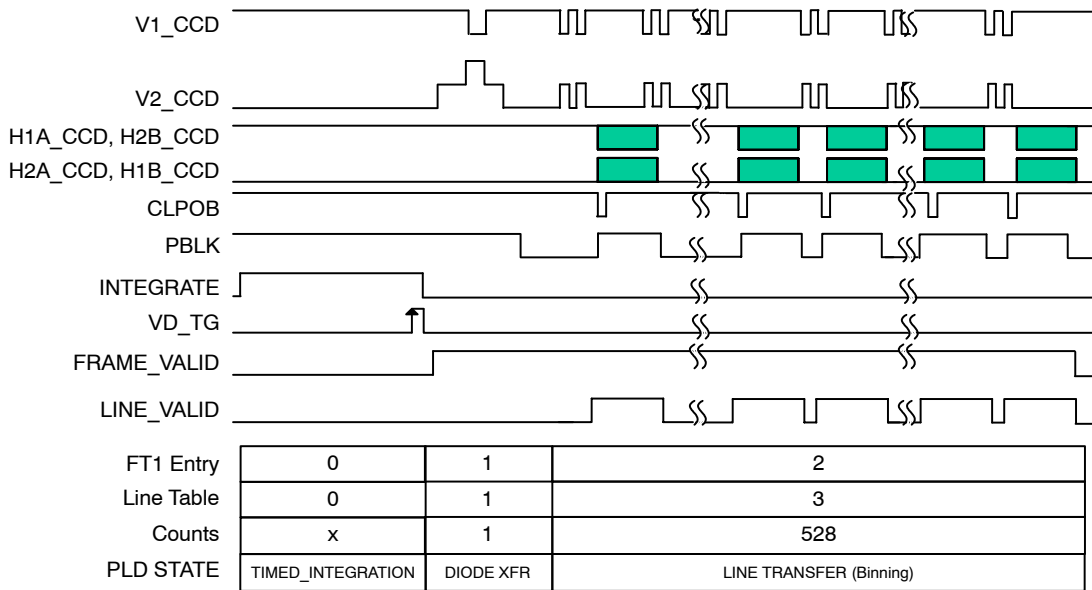 V1_CCD
V2_CCD
H1A_CCD, H2B_CCD
H2A_CCD, H1B_CCD
CLPOB
PBLK
INTEGRATE
VD_TG
FRAME_VALID
LINE_VALID
FT1 Entry 0 1 2
Line Table 0 1 3
Counts x 1 528
PLD STATE TIMED_INTEGRATION DIODE XFR LINE TRANSFER (Binning)